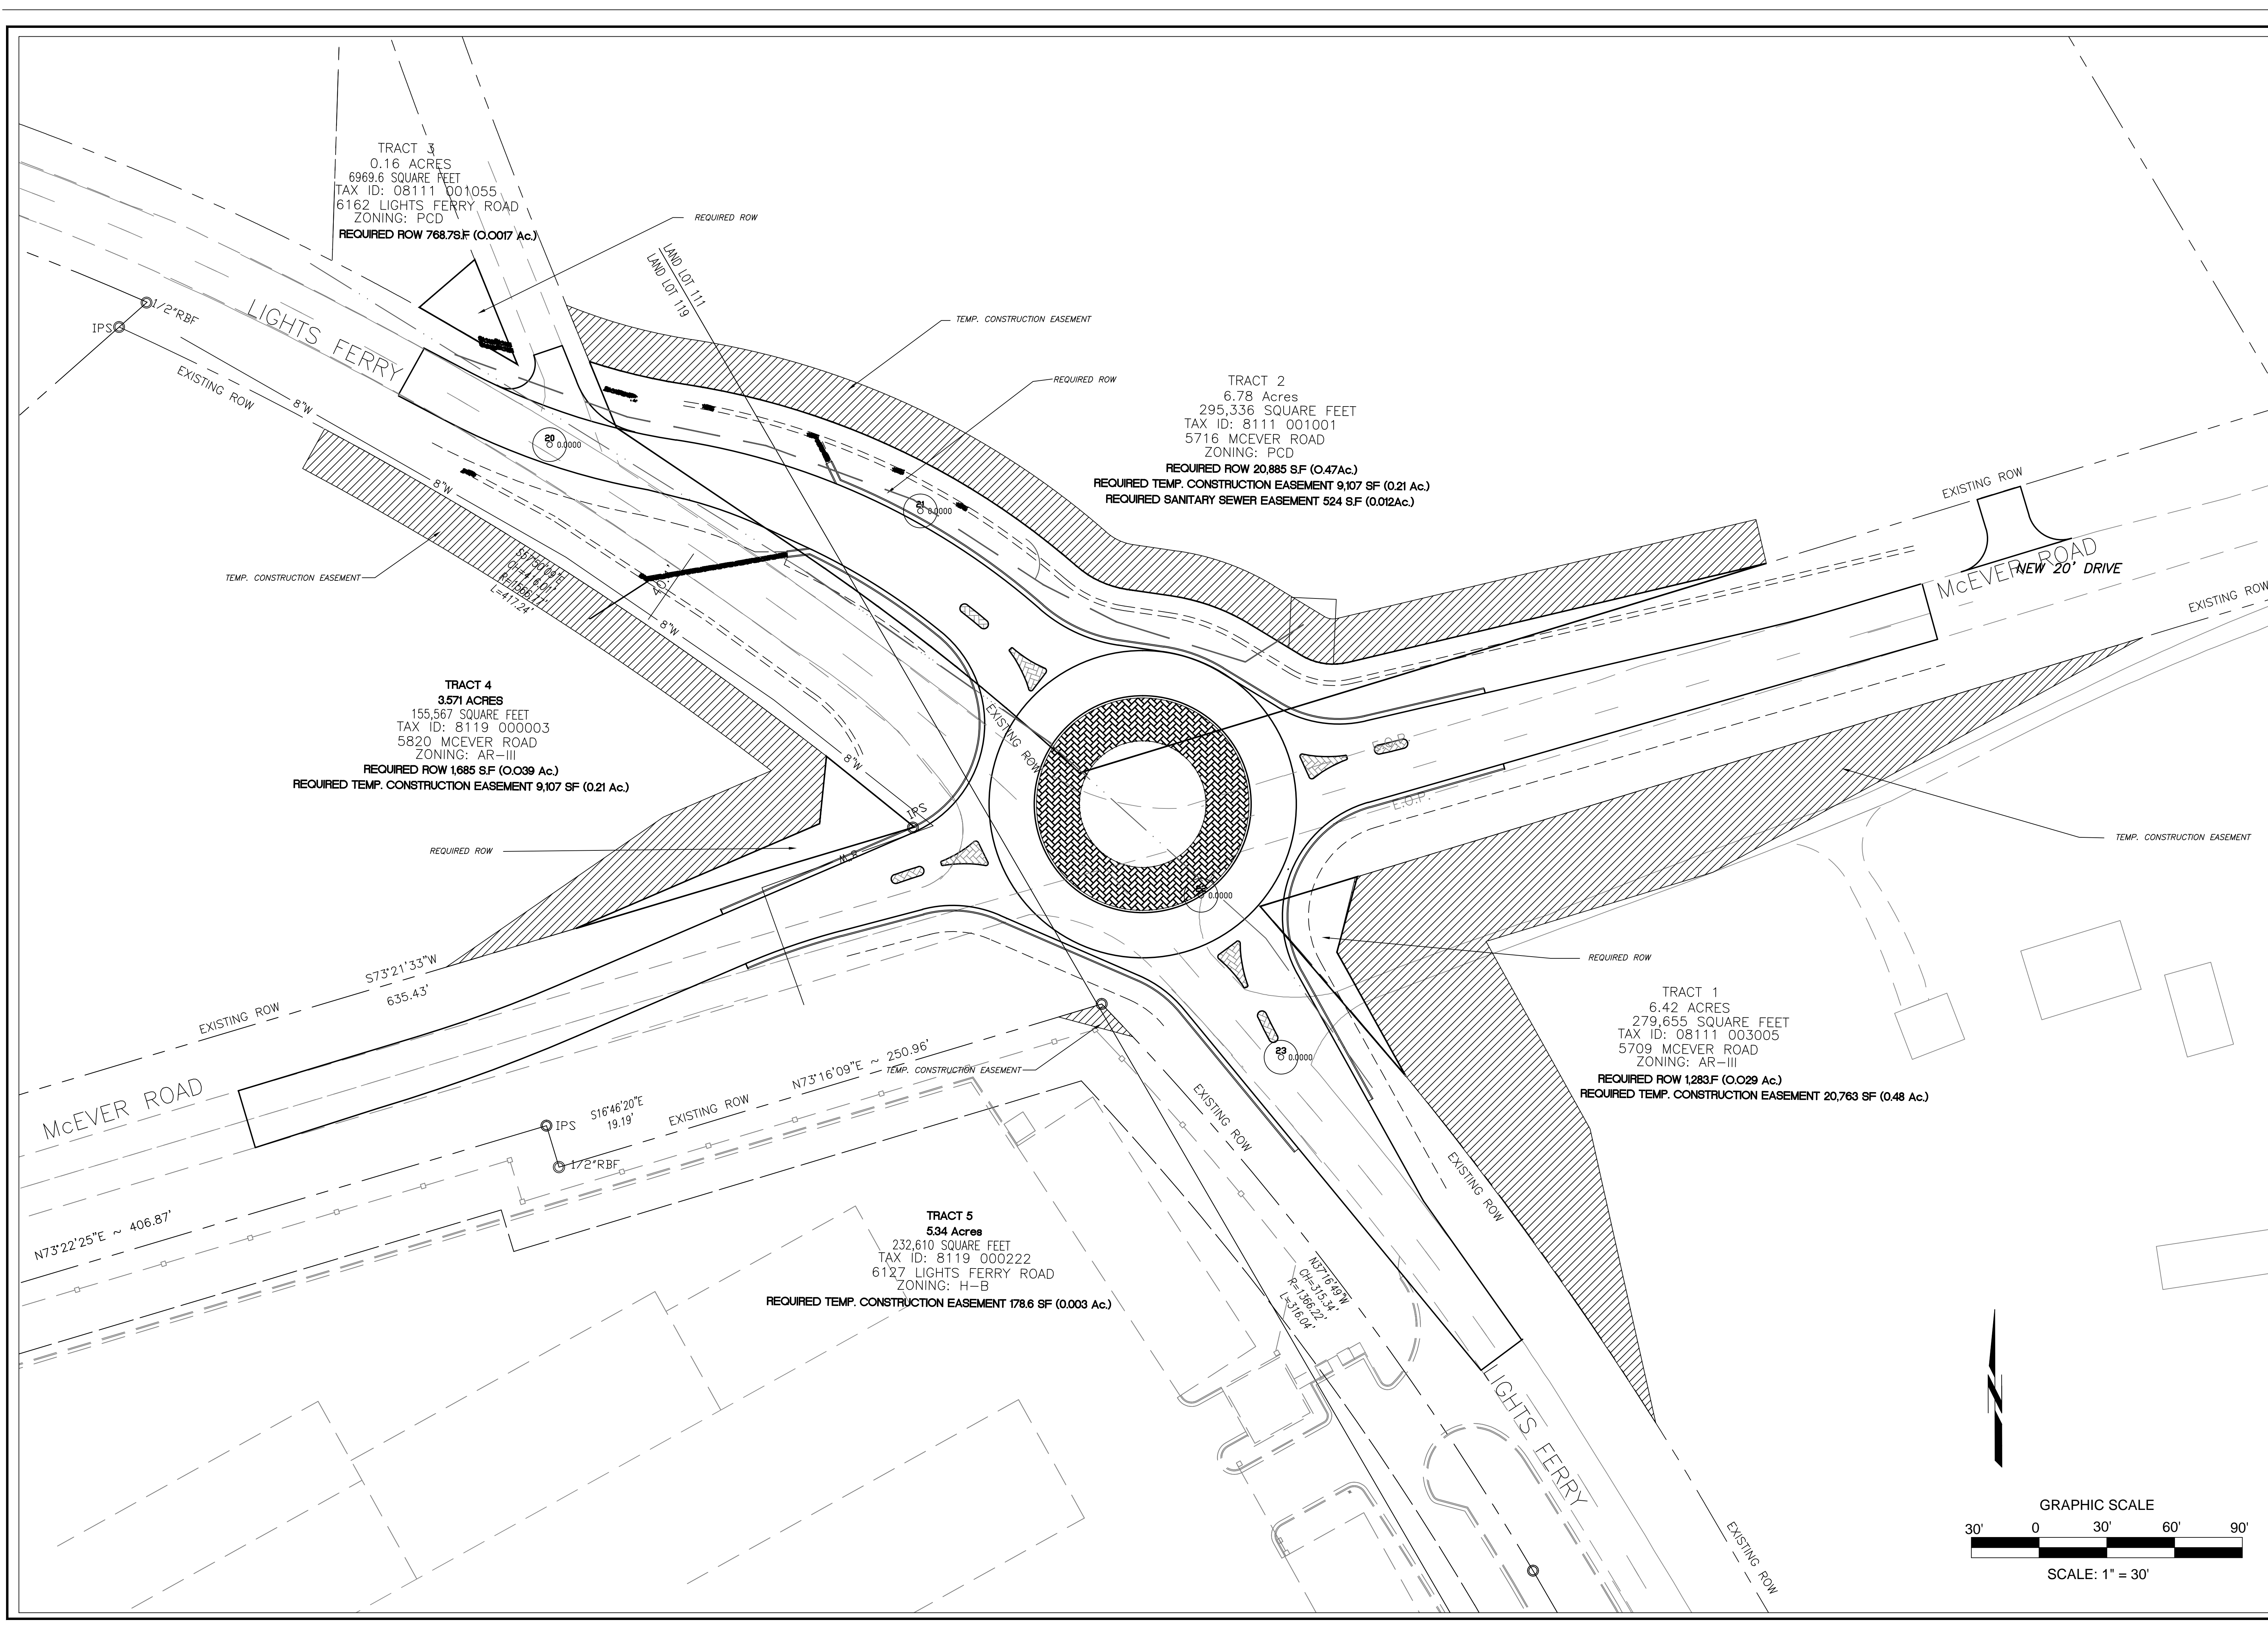 TRACT 3
0.16 ACRES
6969.6 SQUARE FEET
TAX ID: 08111 001055
6162 LIGHTS FERRY ROAD
ZONING: PCD
REQUIRED ROW 768.7S.F (0.0017 Ac.)
REQUIRED ROW
LAND LOT 111
LAND LOT 119
1/2"RBF
IPS
LIGHTS FERRY
EXISTING ROW
8"W
8"W
8"W
8"W
TEMP. CONSTRUCTION EASEMENT
REQUIRED ROW
TRACT 2
6.78 Acres
295,336 SQUARE FEET
TAX ID: 8111 001001
5716 MCEVER ROAD
ZONING: PCD
REQUIRED ROW 20,885 S.F (0.47Ac.)
REQUIRED TEMP. CONSTRUCTION EASEMENT 9,107 SF (0.21 Ac.)
REQUIRED SANITARY SEWER EASEMENT 524 S.F (0.012Ac.)
20
0.0000
21
0.0000
EXISTING ROW
McEVER ROAD
NEW 20' DRIVE
EXISTING ROW
TEMP. CONSTRUCTION EASEMENT
S57°50'09"E
CH=416.01'
R=1566.77'
L=417.24'
TRACT 4
3.571 ACRES
155,567 SQUARE FEET
TAX ID: 8119 000003
5820 MCEVER ROAD
ZONING: AR-III
REQUIRED ROW 1,685 S.F (0.039 Ac.)
REQUIRED TEMP. CONSTRUCTION EASEMENT 9,107 SF (0.21 Ac.)
EXISTING ROW
E.O.P.
E.O.P.
IPS
8"W
REQUIRED ROW
0.0000
TEMP. CONSTRUCTION EASEMENT
REQUIRED ROW
S73°21'33"W
635.43'
EXISTING ROW
TRACT 1
6.42 ACRES
279,655 SQUARE FEET
TAX ID: 08111 003005
5709 MCEVER ROAD
ZONING: AR-III
REQUIRED ROW 1,283.F (0.029 Ac.)
REQUIRED TEMP. CONSTRUCTION EASEMENT 20,763 SF (0.48 Ac.)
23
0.0000
TEMP. CONSTRUCTION EASEMENT
N73°16'09"E ~ 250.96'
EXISTING ROW
McEVER ROAD
IPS
S16°46'20"E
19.19'
1/2"RBF
EXISTING ROW
EXISTING ROW
N73°22'25"E ~ 406.87'
TRACT 5
5.34 Acres
232,610 SQUARE FEET
TAX ID: 8119 000222
6127 LIGHTS FERRY ROAD
ZONING: H-B
REQUIRED TEMP. CONSTRUCTION EASEMENT 178.6 SF (0.003 Ac.)
N37°16'49"W
CH=315.34'
R=1366.22'
L=316.04'
LIGHTS FERRY
EXISTING ROW
GRAPHIC SCALE
30' 0 30' 60' 90'
SCALE: 1" = 30'